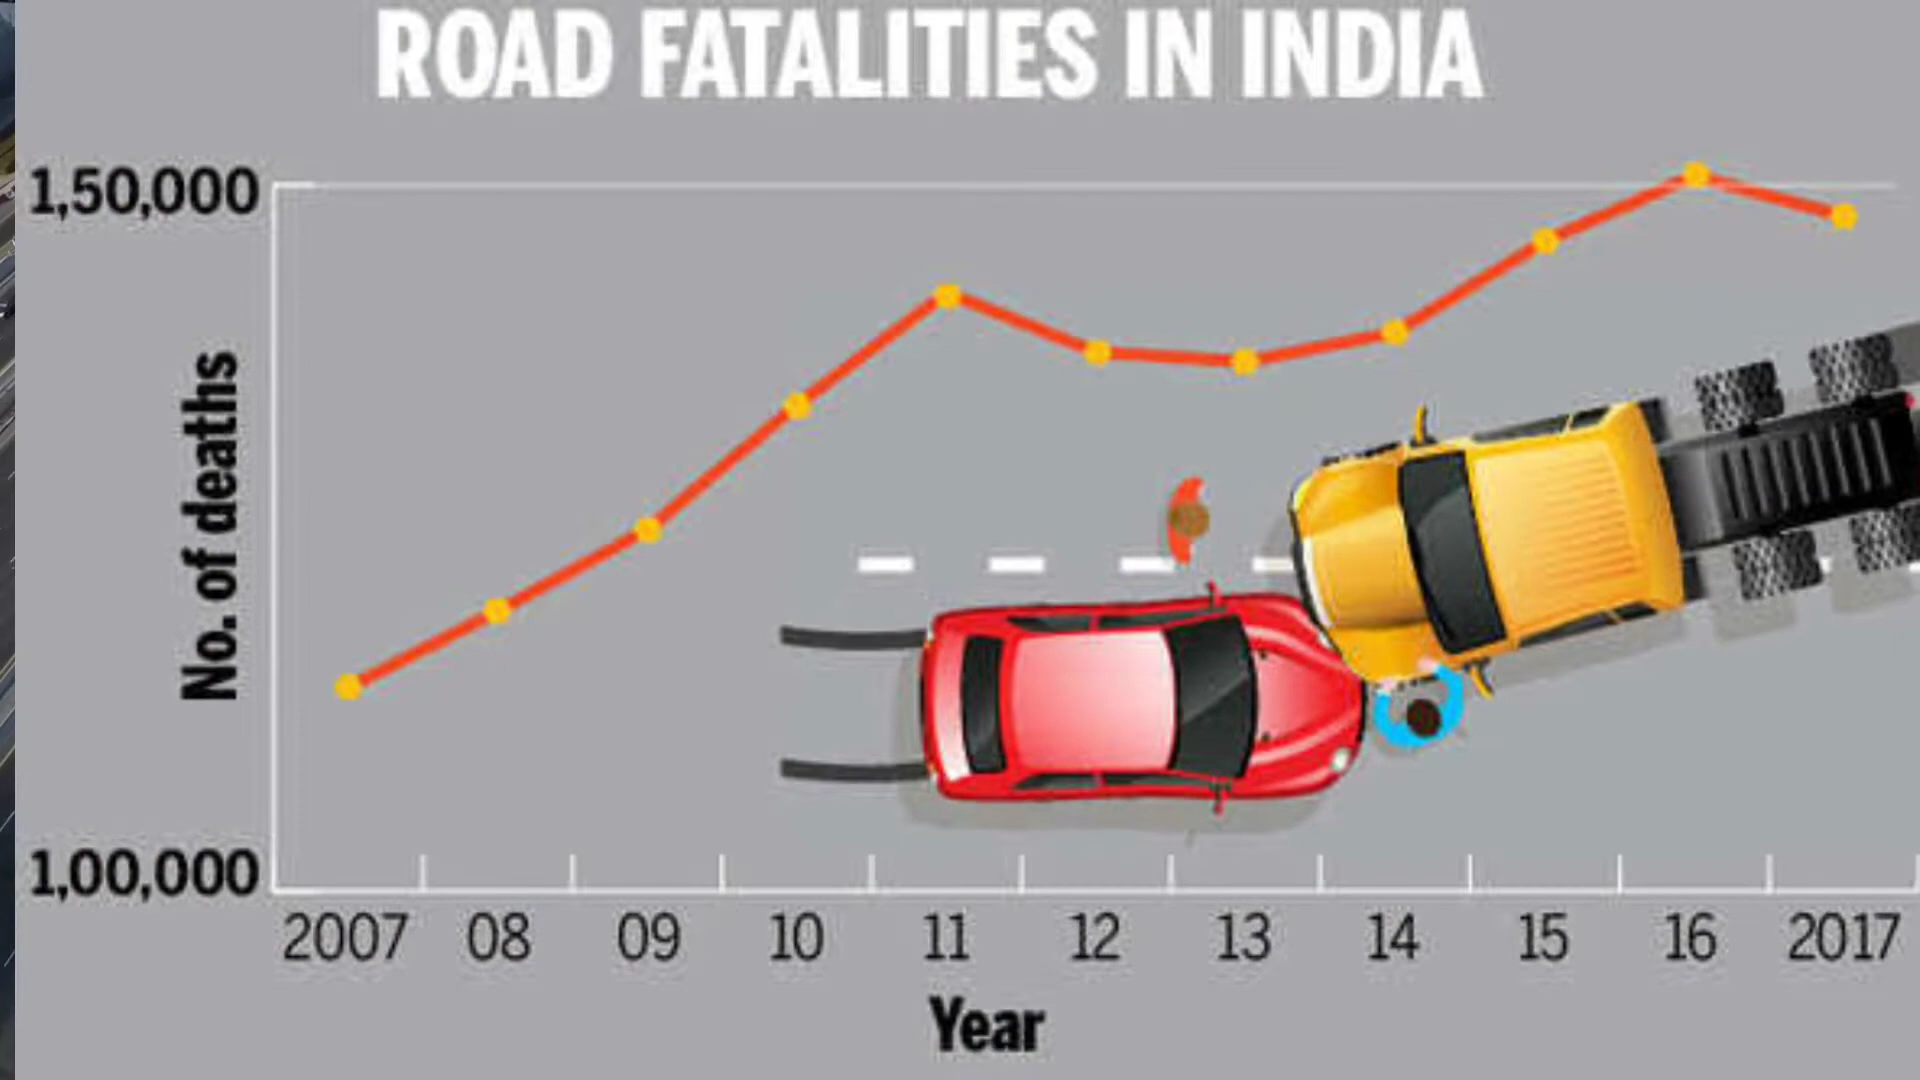 ROAD FATALITIES IN INDIA
1,50,000
No. of deaths
1,00,000
2007 08 09 10 11 12 13 14 15 16 2017
Year